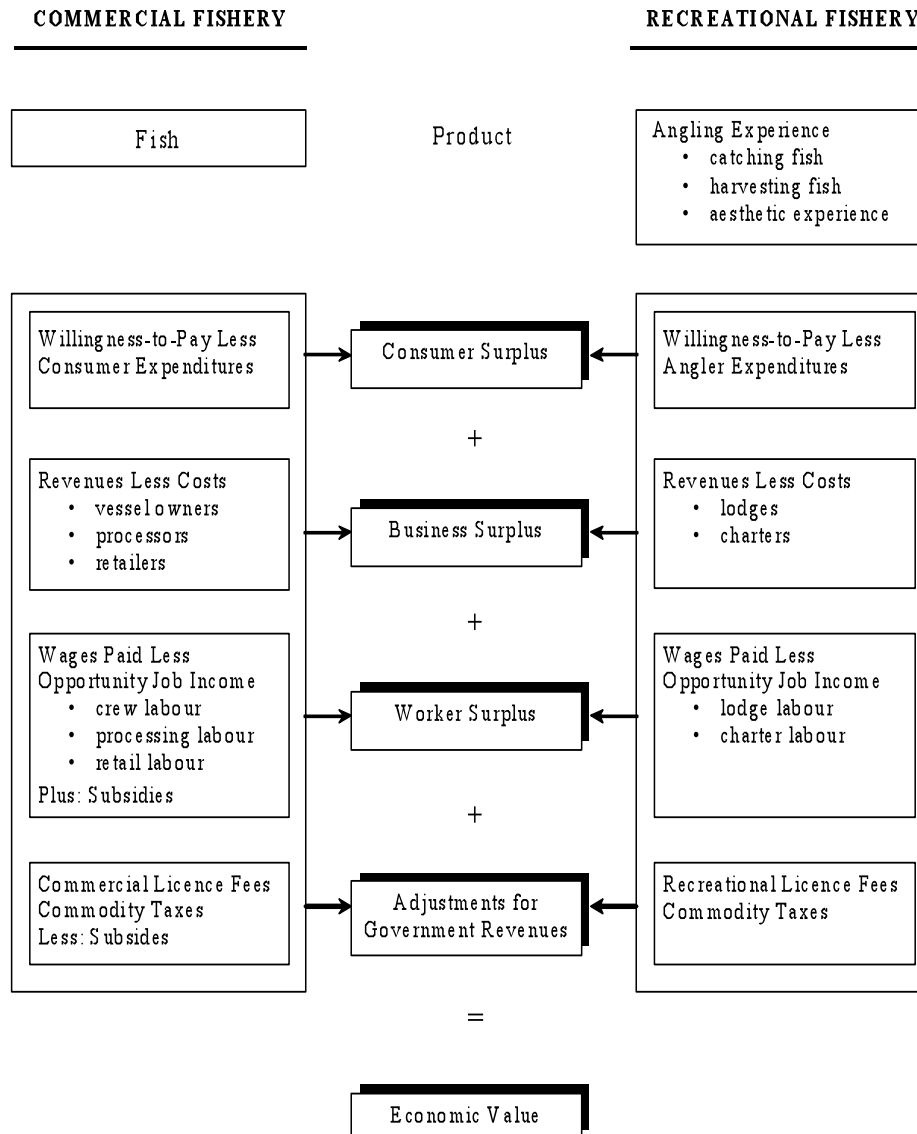 COMMERCIAL FISHERY
RECREATIONAL FISHERY
Fish
Product
Angling Experience
• catching fish
• harvesting fish
• aesthetic experience
Willingness-to-Pay Less
Consumer Expenditures
Consumer Surplus
Willingness-to-Pay Less
Angler Expenditures
+
Revenues Less Costs
• vessel owners
• processors
• retailers
Business Surplus
Revenues Less Costs
• lodges
• charters
+
Wages Paid Less
Opportunity Job Income
• crew labour
• processing labour
• retail labour
Plus: Subsidies
Worker Surplus
Wages Paid Less
Opportunity Job Income
• lodge labour
• charter labour
+
Commercial Licence Fees
Commodity Taxes
Less: Subsides
Adjustments for
Government Revenues
Recreational Licence Fees
Commodity Taxes
=
Economic Value